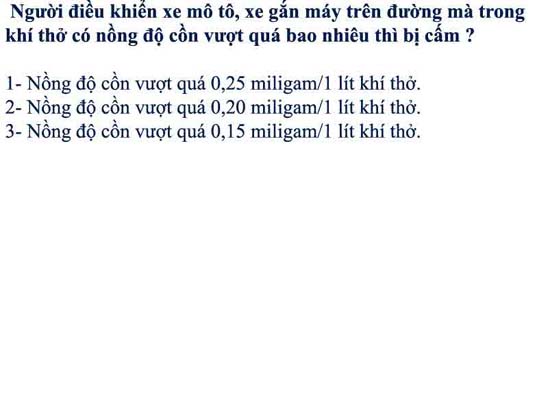 Người điều khiển xe mô tô, xe gắn máy trên đường mà trong
khí thở có nồng độ cồn vượt quá bao nhiêu thì bị cấm ?
1- Nồng độ cồn vượt quá 0,25 miligam/1 lít khí thở.
2- Nồng độ cồn vượt quá 0,20 miligam/1 lít khí thở.
3- Nồng độ cồn vượt quá 0,15 miligam/1 lít khí thở.